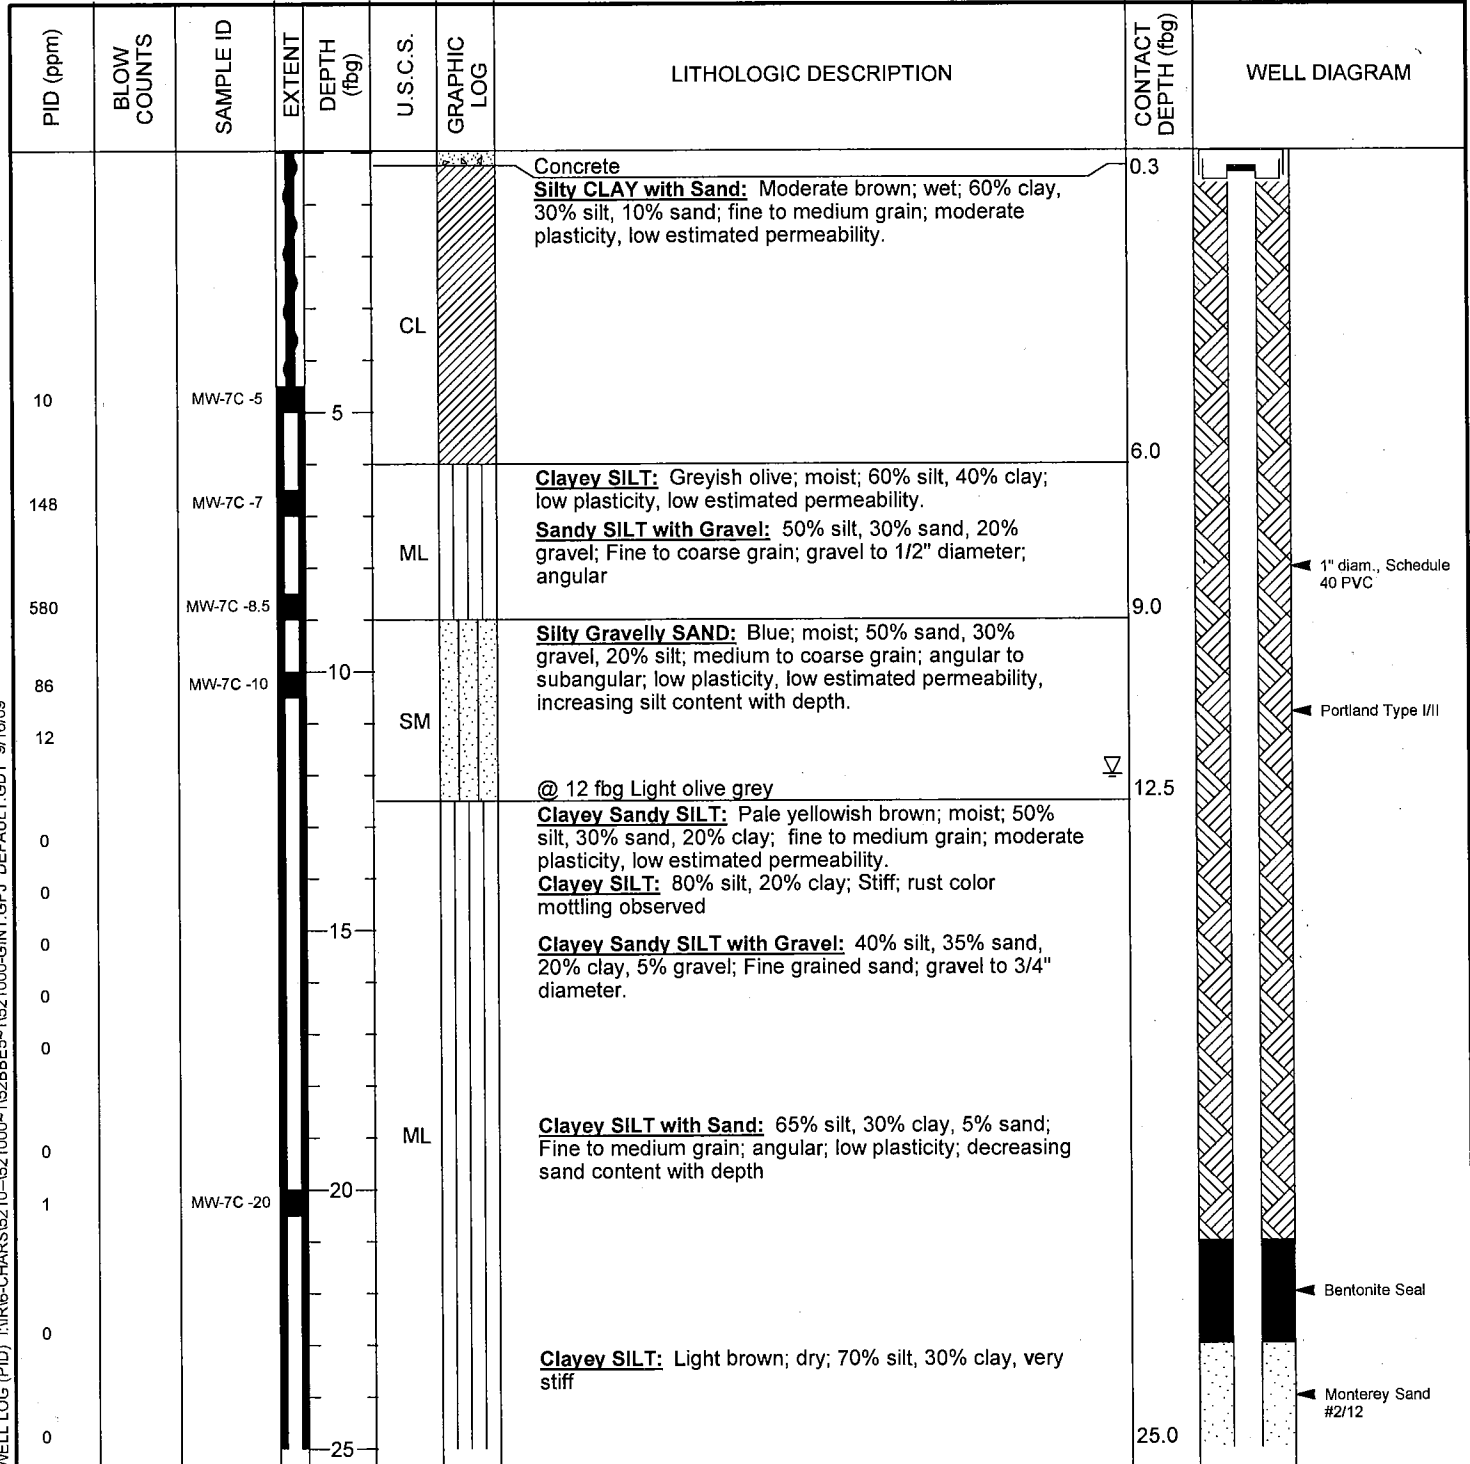 PID (ppm)
BLOW
COUNTS
SAMPLE ID
EXTENT
DEPTH
(fbg)
U.S.C.S.
GRAPHIC
LOG
LITHOLOGIC DESCRIPTION
CONTACT
DEPTH (fbg)
WELL DIAGRAM
Concrete
0.3
Silty CLAY with Sand: Moderate brown; wet; 60% clay,
30% silt, 10% sand; fine to medium grain; moderate
plasticity, low estimated permeability.
CL
10
MW-7C -5
5
6.0
Clayey SILT: Greyish olive; moist; 60% silt, 40% clay;
low plasticity, low estimated permeability.
148
MW-7C -7
Sandy SILT with Gravel: 50% silt, 30% sand, 20%
gravel; Fine to coarse grain; gravel to 1/2" diameter;
angular
ML
1" diam., Schedule
40 PVC
580
MW-7C -8.5
9.0
Silty Gravelly SAND: Blue; moist; 50% sand, 30%
gravel, 20% silt; medium to coarse grain; angular to
subangular; low plasticity, low estimated permeability,
increasing silt content with depth.
86
MW-7C -10
10
SM
Portland Type I/II
12
@ 12 fbg Light olive grey
12.5
Clayey Sandy SILT: Pale yellowish brown; moist; 50%
silt, 30% sand, 20% clay; fine to medium grain; moderate
plasticity, low estimated permeability.
0
Clayey SILT: 80% silt, 20% clay; Stiff; rust color
mottling observed
0
15
Clayey Sandy SILT with Gravel: 40% silt, 35% sand,
20% clay, 5% gravel; Fine grained sand; gravel to 3/4"
diameter.
0
0
0
Clayey SILT with Sand: 65% silt, 30% clay, 5% sand;
Fine to medium grain; angular; low plasticity; decreasing
sand content with depth
ML
0
1
MW-7C -20
20
Bentonite Seal
0
Clayey SILT: Light brown; dry; 70% silt, 30% clay, very
stiff
Monterey Sand
#2/12
0
25
25.0
WELL LOG (PID)
DEFAULT.GDT